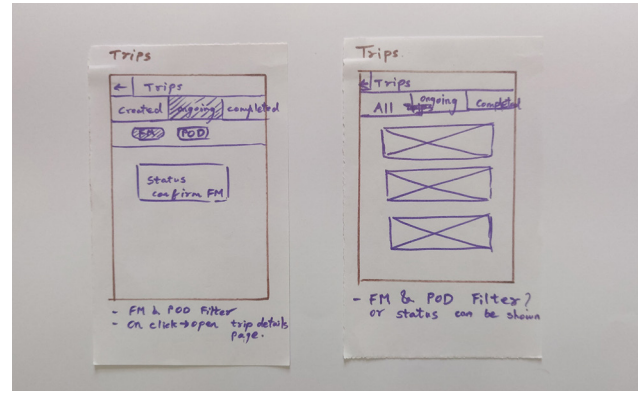 Trips
← Trips
created ongoing completed
FM POD
Status
confirm FM
- FM & POD Filter
- on click → open trip details
page.
Trips
← Trips
All ongoing Completed
- FM & POD Filter?
or status can be shown